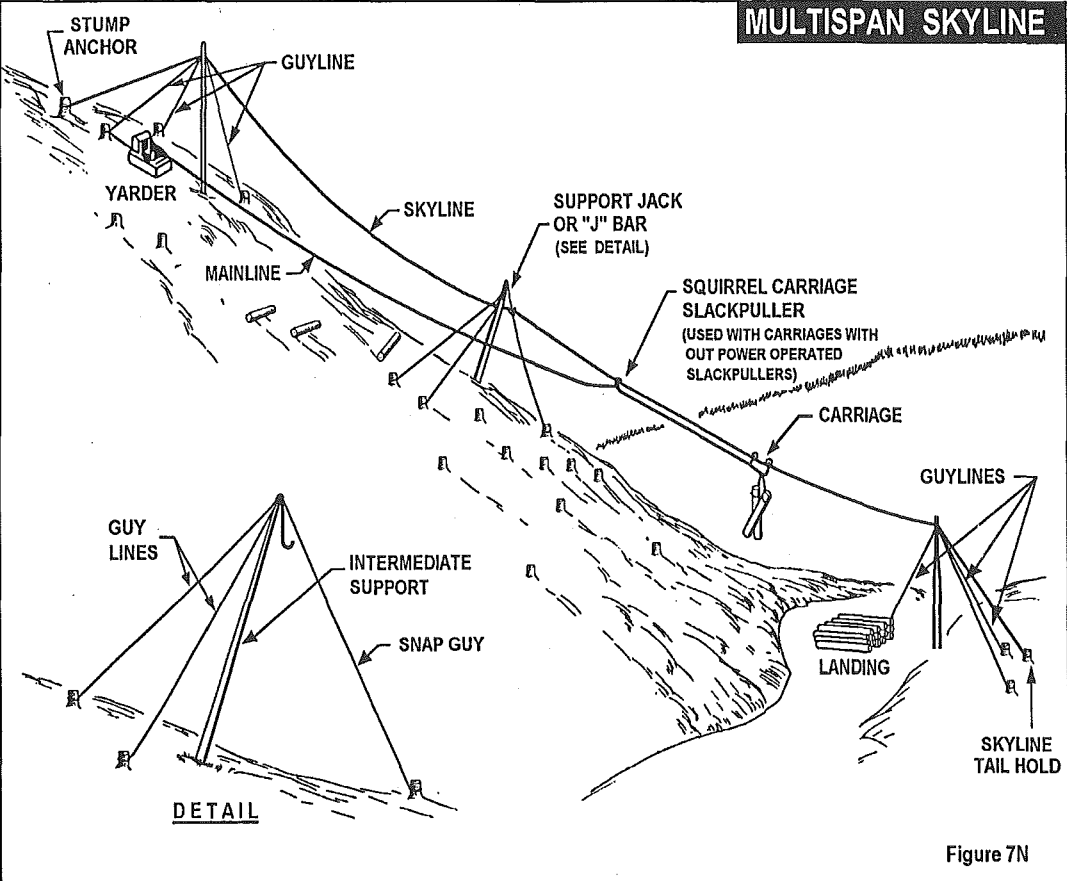 MULTISPAN SKYLINE
STUMP
ANCHOR
GUYLINE
YARDER
SKYLINE
SUPPORT JACK
OR "J" BAR
(SEE DETAIL)
MAINLINE
SQUIRREL CARRIAGE
SLACKPULLER
(USED WITH CARRIAGES WITH
OUT POWER OPERATED
SLACKPULLERS)
CARRIAGE
GUYLINES
GUY
LINES
INTERMEDIATE
SUPPORT
SNAP GUY
LANDING
SKYLINE
TAIL HOLD
DETAIL
Figure 7N